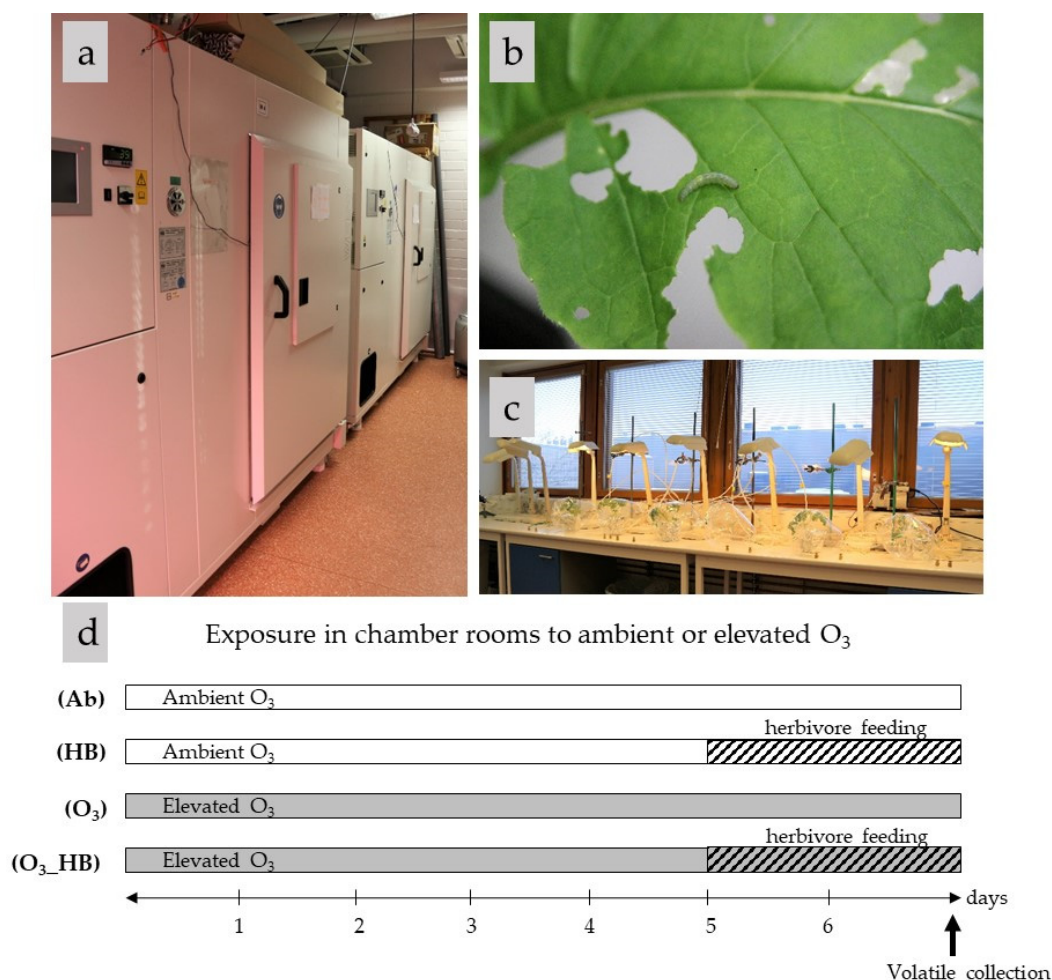 a
b
c
d
Exposure in chamber rooms to ambient or elevated O₃
(Ab) Ambient O₃
herbivore feeding
(HB) Ambient O₃
(O₃) Elevated O₃
herbivore feeding
(O₃_HB) Elevated O₃
days
1 2 3 4 5 6
Volatile collection